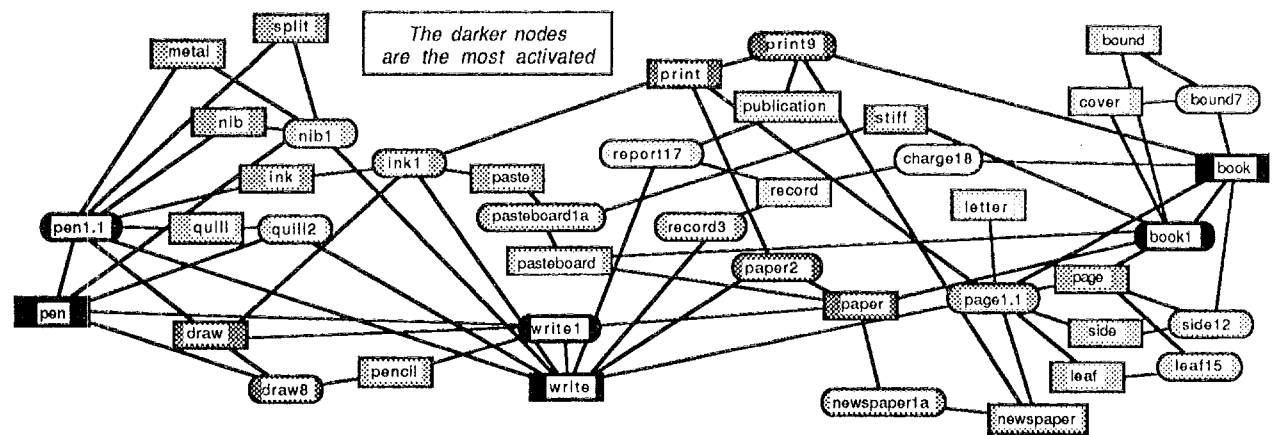 split
The darker nodes
are the most activated
metal
print9
bound
print
publication
cover
bound7
nib
nib1
stiff
ink1
report17
charge18
book
ink
paste
record
letter
pen1.1
quill
quill2
pasteboard1a
record3
book1
pasteboard
paper2
page
pen
page1.1
paper
draw
write1
side
side12
pencil
leaf15
draw8
write
leaf
newspaper1a
newspaper